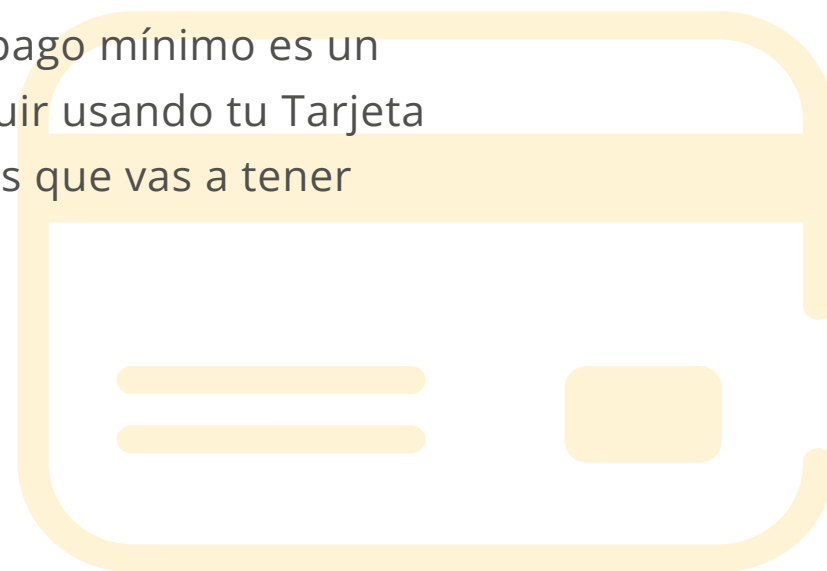 pago mínimo es un
uir usando tu Tarjeta
s que vas a tener